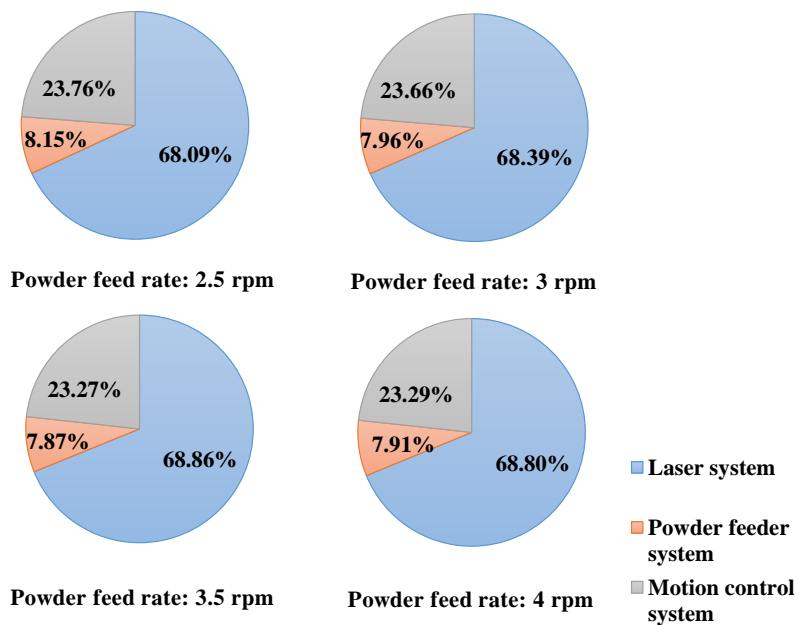 23.76%
8.15%
68.09%
Powder feed rate: 2.5 rpm
23.66%
7.96%
68.39%
Powder feed rate: 3 rpm
23.27%
7.87%
68.86%
Powder feed rate: 3.5 rpm
23.29%
7.91%
68.80%
Powder feed rate: 4 rpm
Laser system
Powder feeder
system
Motion control
system